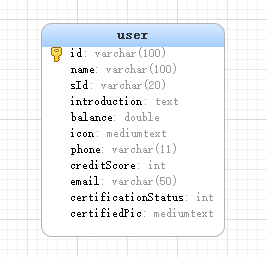 user
id: varchar(100)
name: varchar(100)
sId: varchar(20)
introduction: text
balance: double
icon: mediumtext
phone: varchar(11)
creditScore: int
email: varchar(50)
certificationStatus: int
certifiedPic: mediumtext